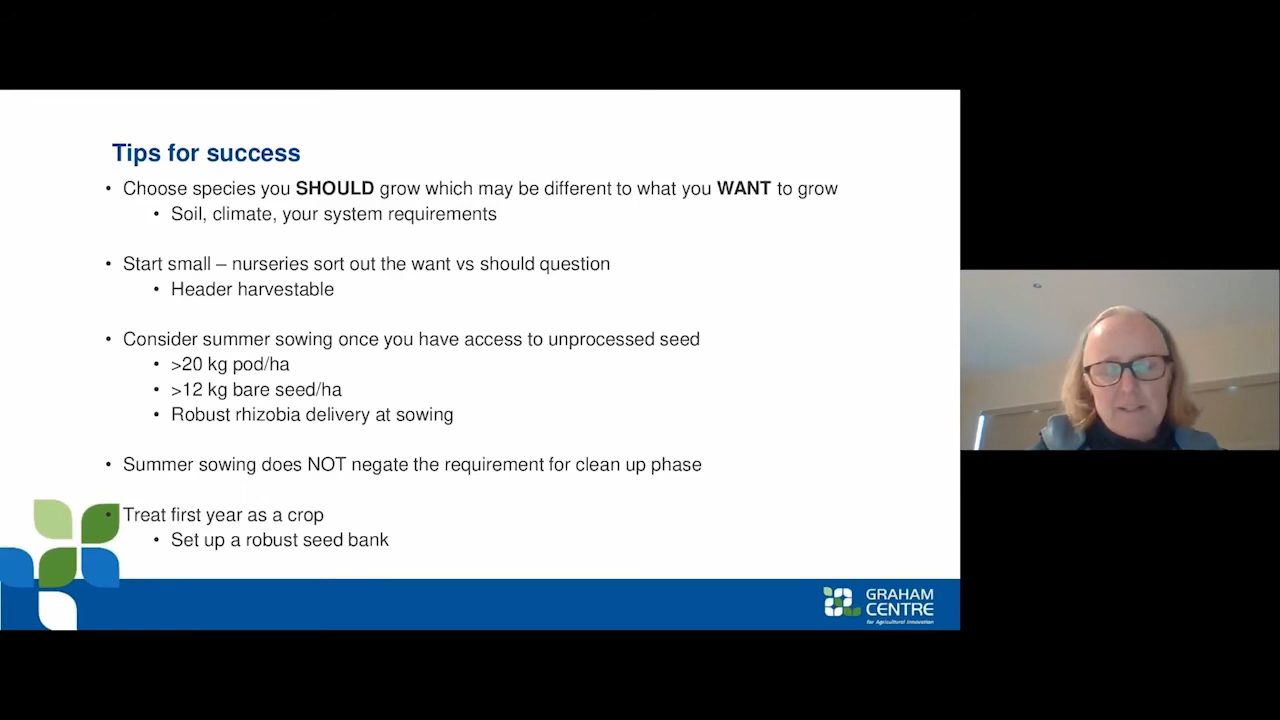 Tips for success
• Choose species you SHOULD grow which may be different to what you WANT to grow
• Soil, climate, your system requirements
• Start small – nurseries sort out the want vs should question
• Header harvestable
• Consider summer sowing once you have access to unprocessed seed
• >20 kg pod/ha
• >12 kg bare seed/ha
• Robust rhizobia delivery at sowing
• Summer sowing does NOT negate the requirement for clean up phase
• Treat first year as a crop
• Set up a robust seed bank
GRAHAM
CENTRE
for Agricultural Innovation